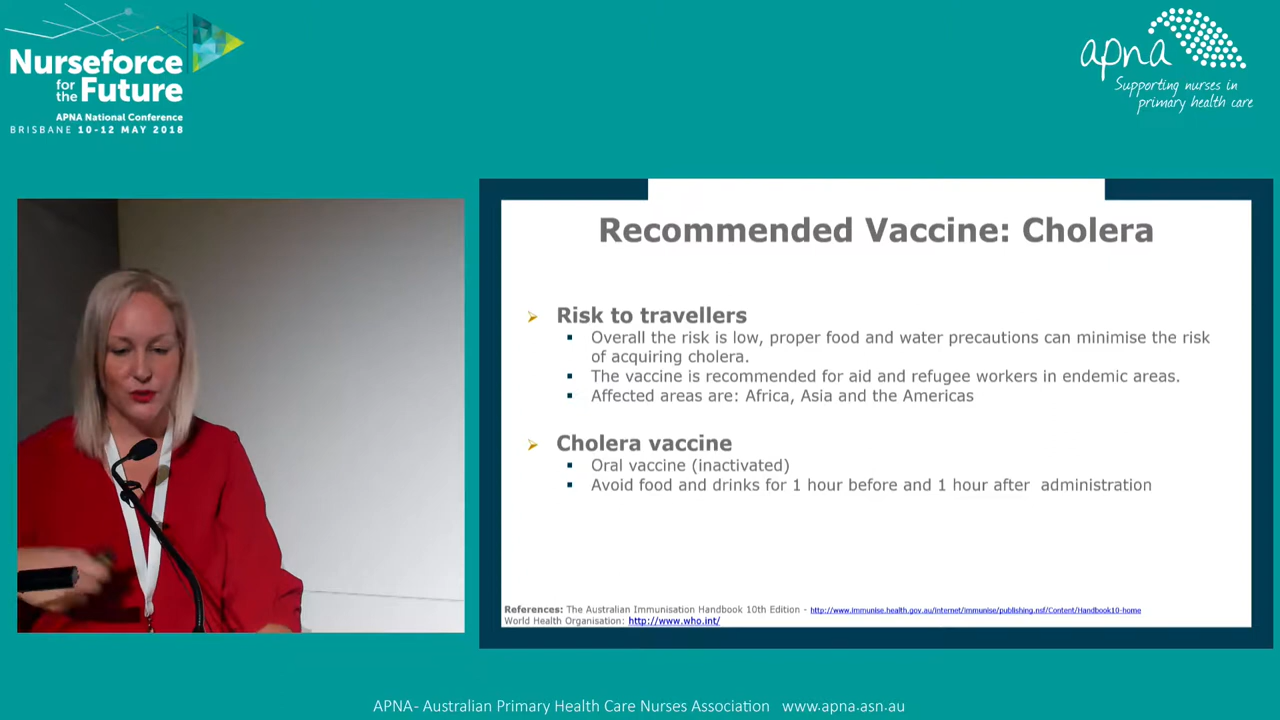 Nurseforce
for
the Future
APNA National Conference
BRISBANE 10-12 MAY 2018
apna
Supporting nurses in
primary health care
Recommended Vaccine: Cholera
Risk to travellers
Overall the risk is low, proper food and water precautions can minimise the risk
of acquiring cholera.
The vaccine is recommended for aid and refugee workers in endemic areas.
Affected areas are: Africa, Asia and the Americas
Cholera vaccine
Oral vaccine (inactivated)
Avoid food and drinks for 1 hour before and 1 hour after administration
References: The Australian Immunisation Handbook 10th Edition - http://www.immunise.health.gov.au/internet/immunise/publishing.nsf/Content/Handbook10-home
World Health Organisation: http://www.who.int/
APNA- Australian Primary Health Care Nurses Association www.apna.asn.au